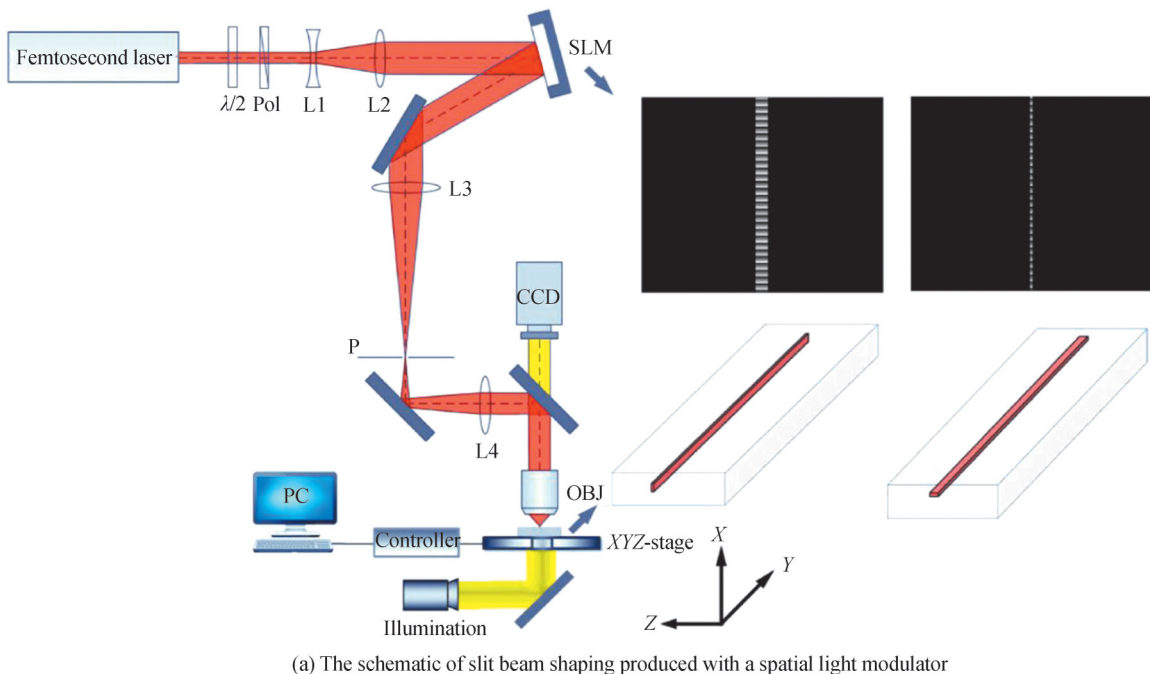 Femtosecond laser
SLM
λ/2
Pol
L1
L2
L3
CCD
P
L4
PC
OBJ
Controller
XYZ-stage
X
Y
Z
Illumination
(a) The schematic of slit beam shaping produced with a spatial light modulator